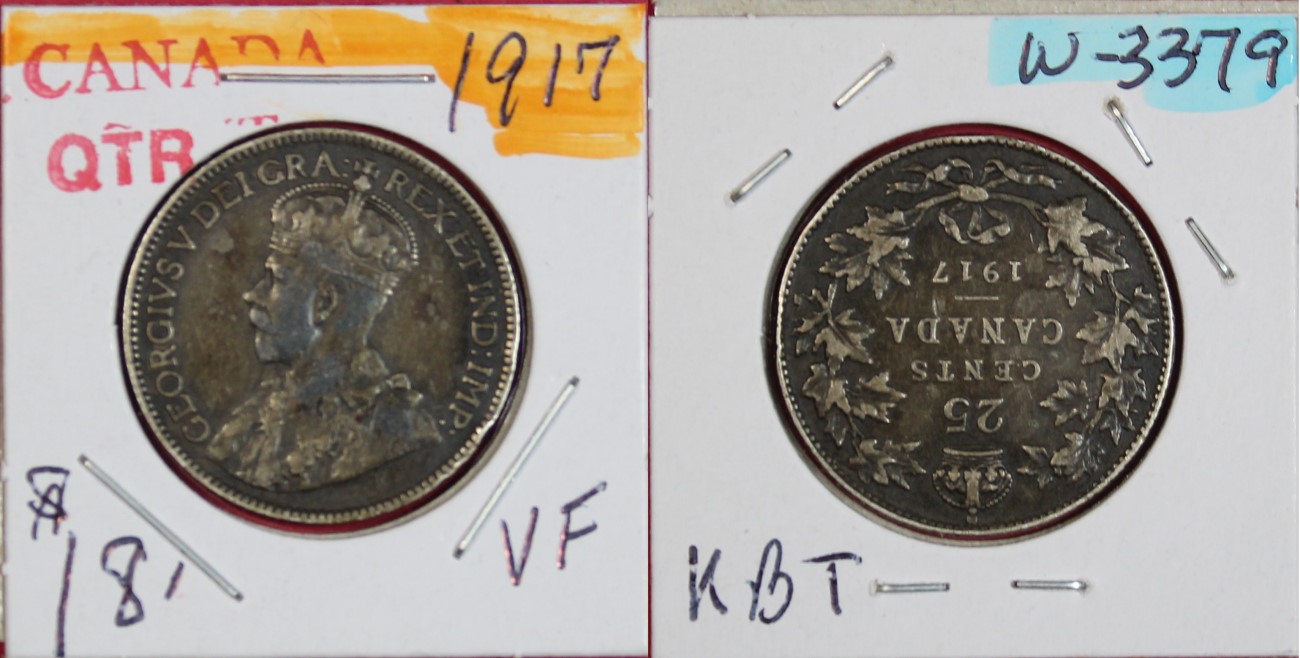 CANADA
1917
QTR
GEORGIVS V DEI GRA: REX ET IND: IMP:
$18
VF
W-3379
25
CENTS
CANADA
1917
KBT